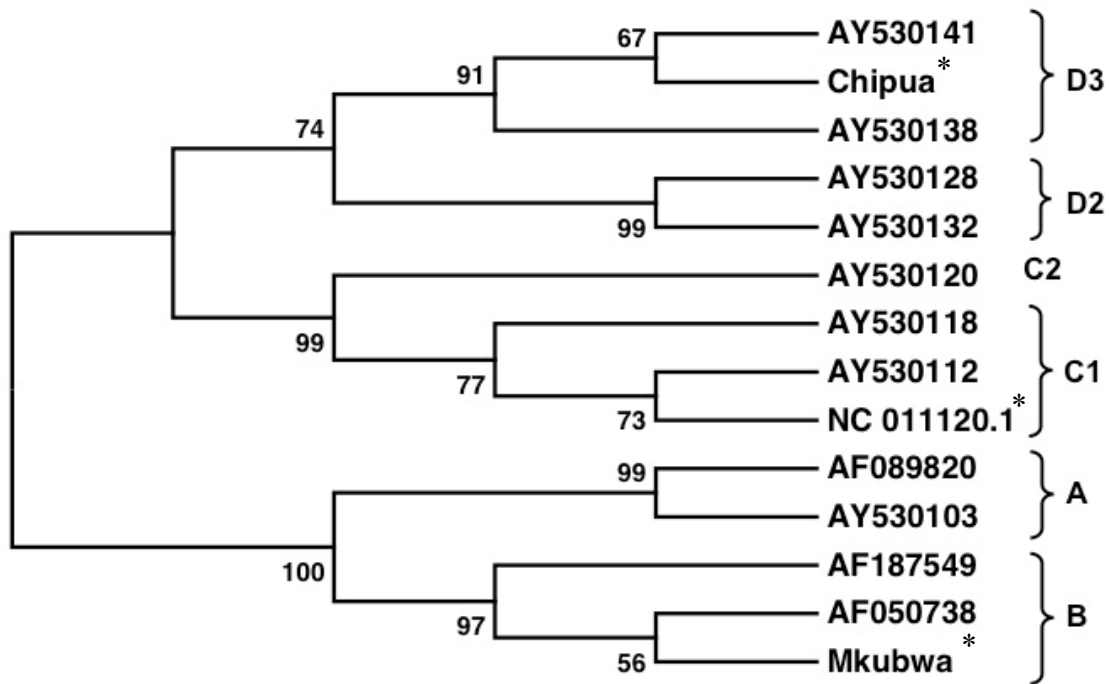 67
AY530141
Chipua*
D3
91
AY530138
74
AY530128
D2
AY530132
99
AY530120
C2
99
AY530118
AY530112
C1
77
NC 011120.1*
73
AF089820
99
A
AY530103
100
AF187549
AF050738
B
97
Mkubwa*
56